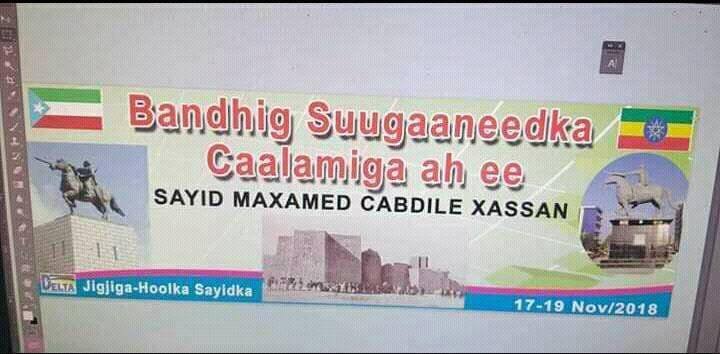 Bandhig Suugaaneedka
Caalamiga ah ee
SAYID MAXAMED CABDILE XASSAN
DELTA
Jigjiga-Hoolka Sayidka
17-19 Nov/2018